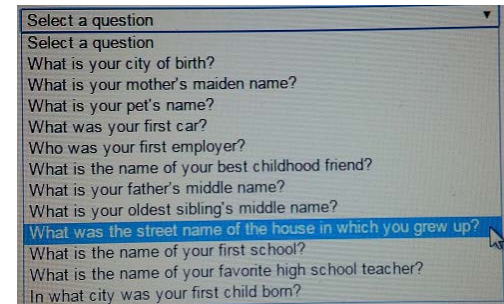 Select a question
Select a question
What is your city of birth?
What is your mother's maiden name?
What is your pet's name?
What was your first car?
Who was your first employer?
What is the name of your best childhood friend?
What is your father's middle name?
What is your oldest sibling's middle name?
What was the street name of the house in which you grew up?
What is the name of your first school?
What is the name of your favorite high school teacher?
In what city was your first child born?